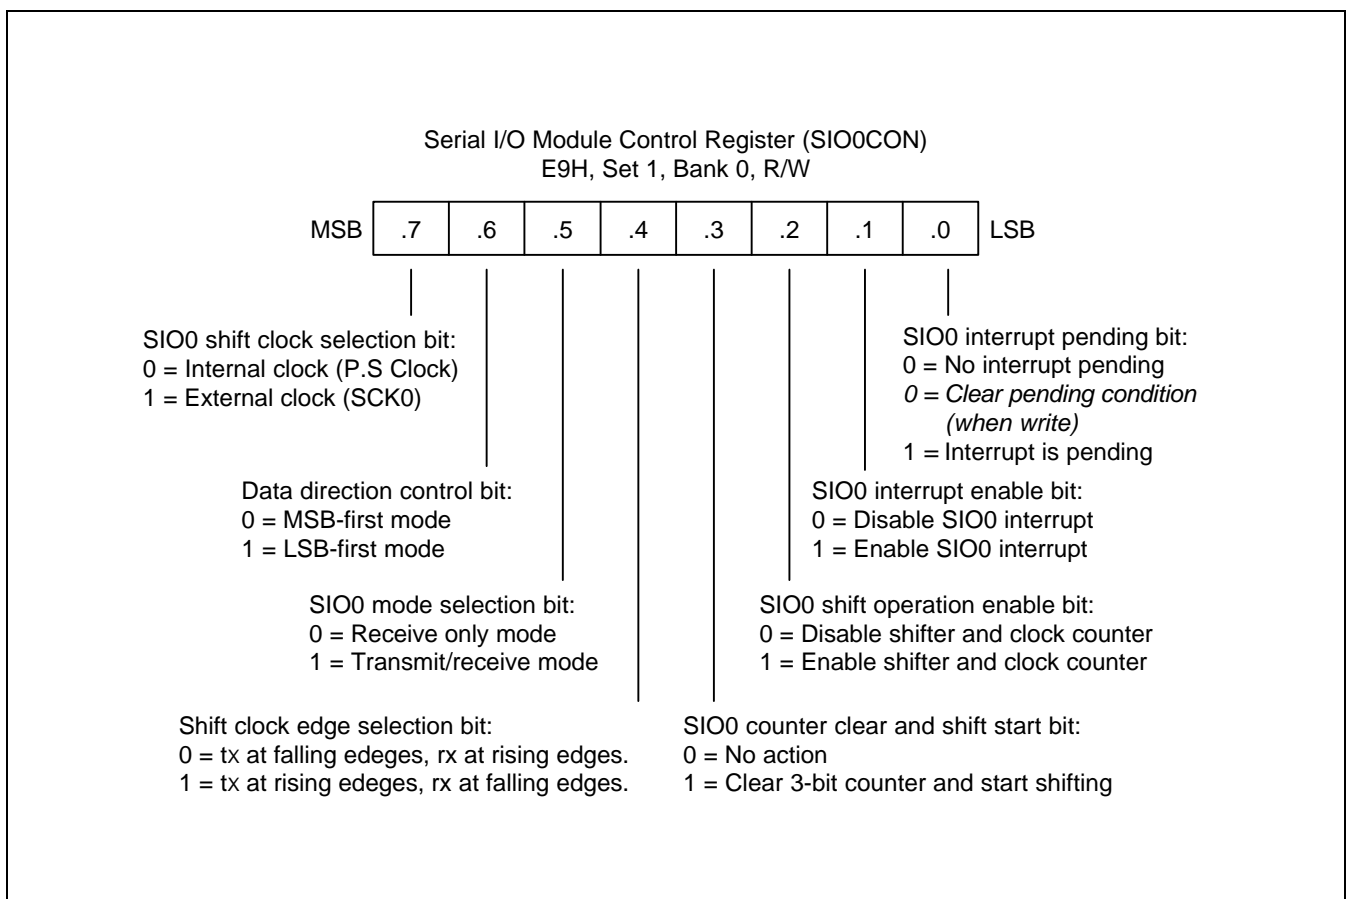 Serial I/O Module Control Register (SIO0CON)
E9H, Set 1, Bank 0, R/W
MSB .7 .6 .5 .4 .3 .2 .1 .0 LSB
SIO0 shift clock selection bit:
0 = Internal clock (P.S Clock)
1 = External clock (SCK0)
SIO0 interrupt pending bit:
0 = No interrupt pending
0 = Clear pending condition
(when write)
1 = Interrupt is pending
Data direction control bit:
0 = MSB-first mode
1 = LSB-first mode
SIO0 interrupt enable bit:
0 = Disable SIO0 interrupt
1 = Enable SIO0 interrupt
SIO0 mode selection bit:
0 = Receive only mode
1 = Transmit/receive mode
SIO0 shift operation enable bit:
0 = Disable shifter and clock counter
1 = Enable shifter and clock counter
Shift clock edge selection bit:
0 = tx at falling edeges, rx at rising edges.
1 = tx at rising edeges, rx at falling edges.
SIO0 counter clear and shift start bit:
0 = No action
1 = Clear 3-bit counter and start shifting